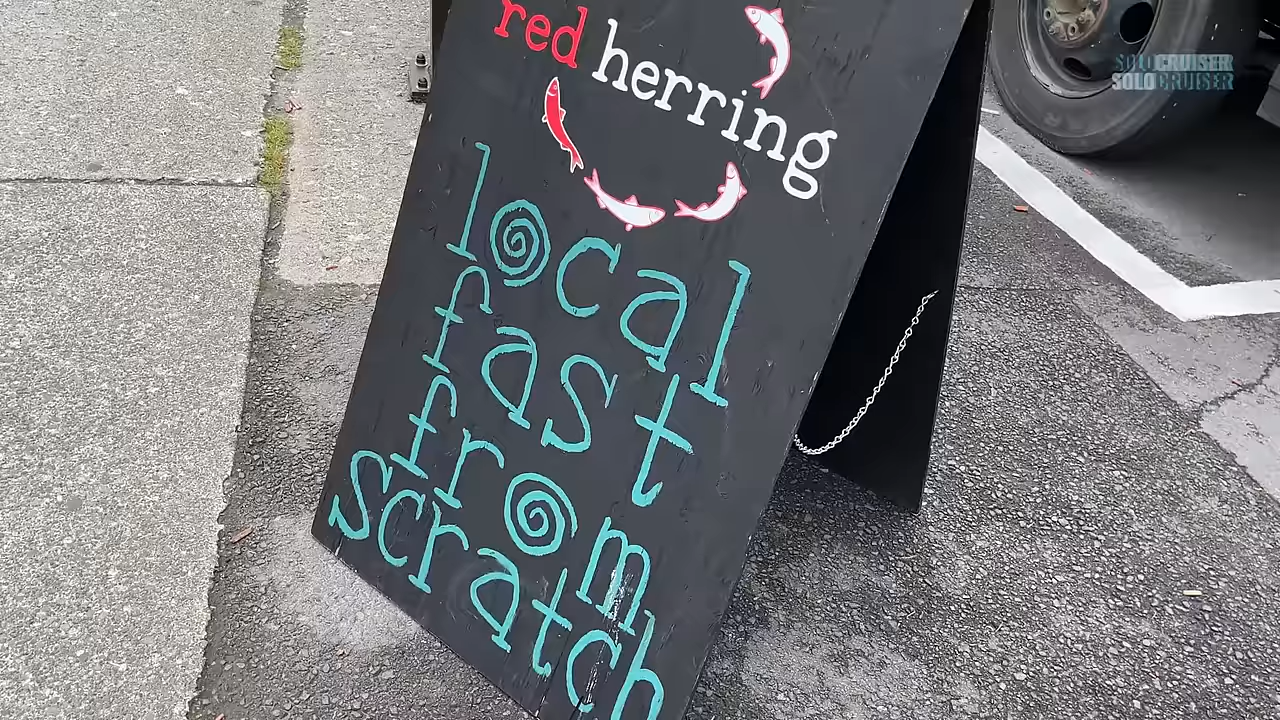 red herring
local
fast
from
scratch
SOLOCRUISER
SOLOCRUISER